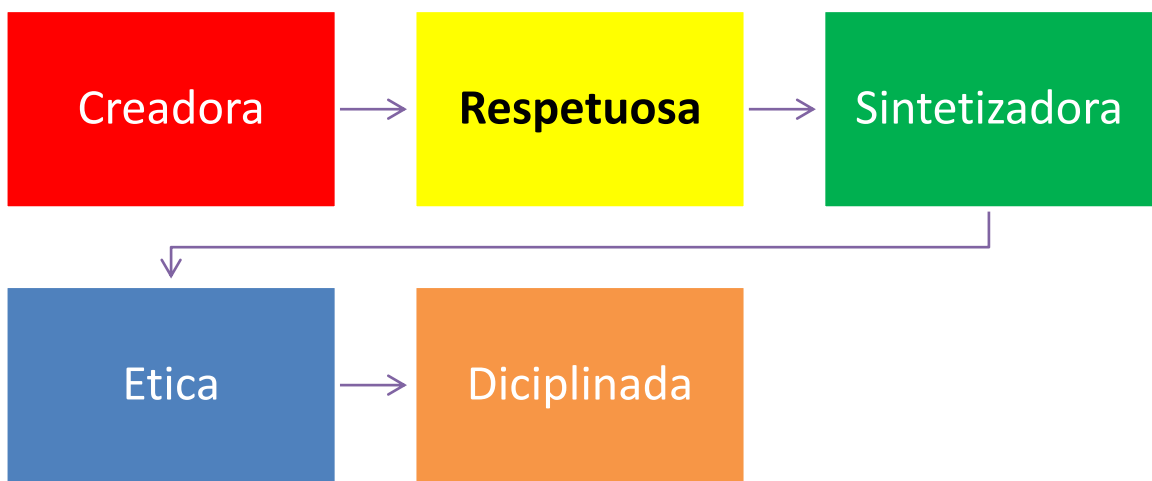 Creadora
Respetuosa
Sintetizadora
Etica
Diciplinada